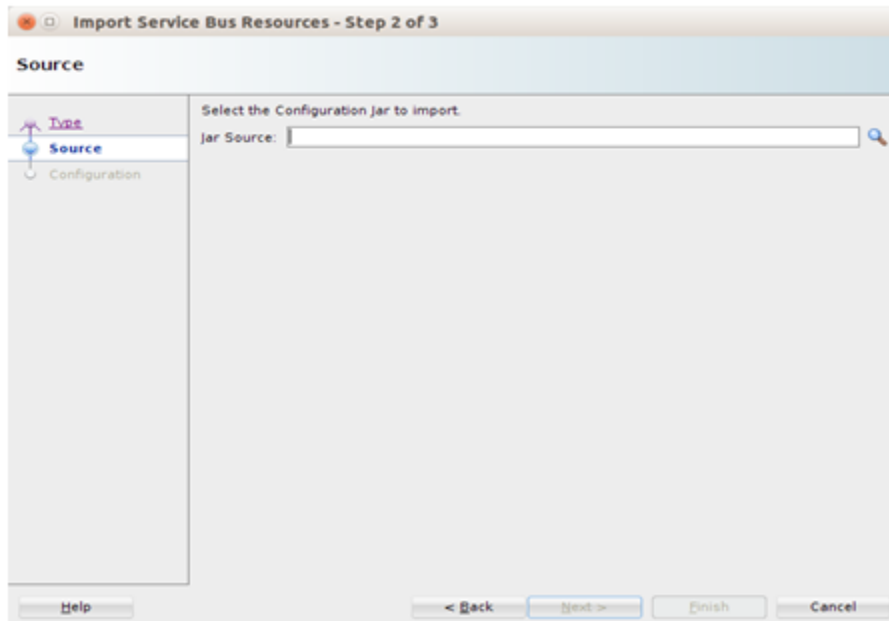 Import Service Bus Resources - Step 2 of 3
Source
Type
Source
Configuration
Select the Configuration Jar to import.
Jar Source:
Help
< Back
Next >
Finish
Cancel